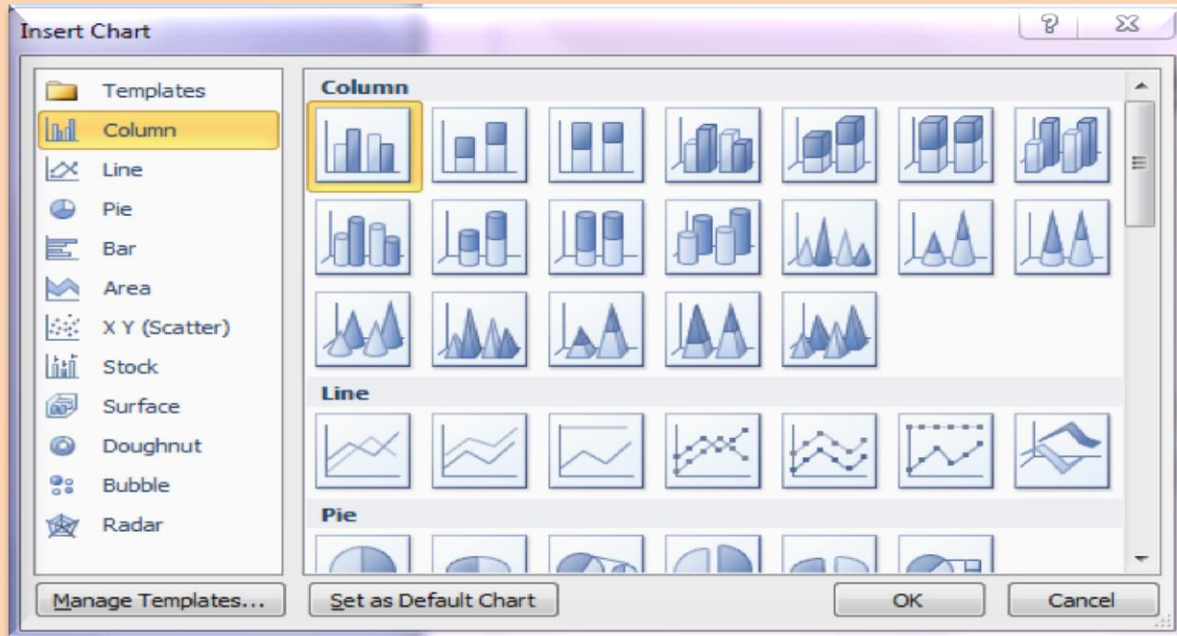 Insert Chart
Templates
Column
Line
Pie
Bar
Area
X Y (Scatter)
Stock
Surface
Doughnut
Bubble
Radar
Column
Line
Pie
Manage Templates...
Set as Default Chart
OK
Cancel